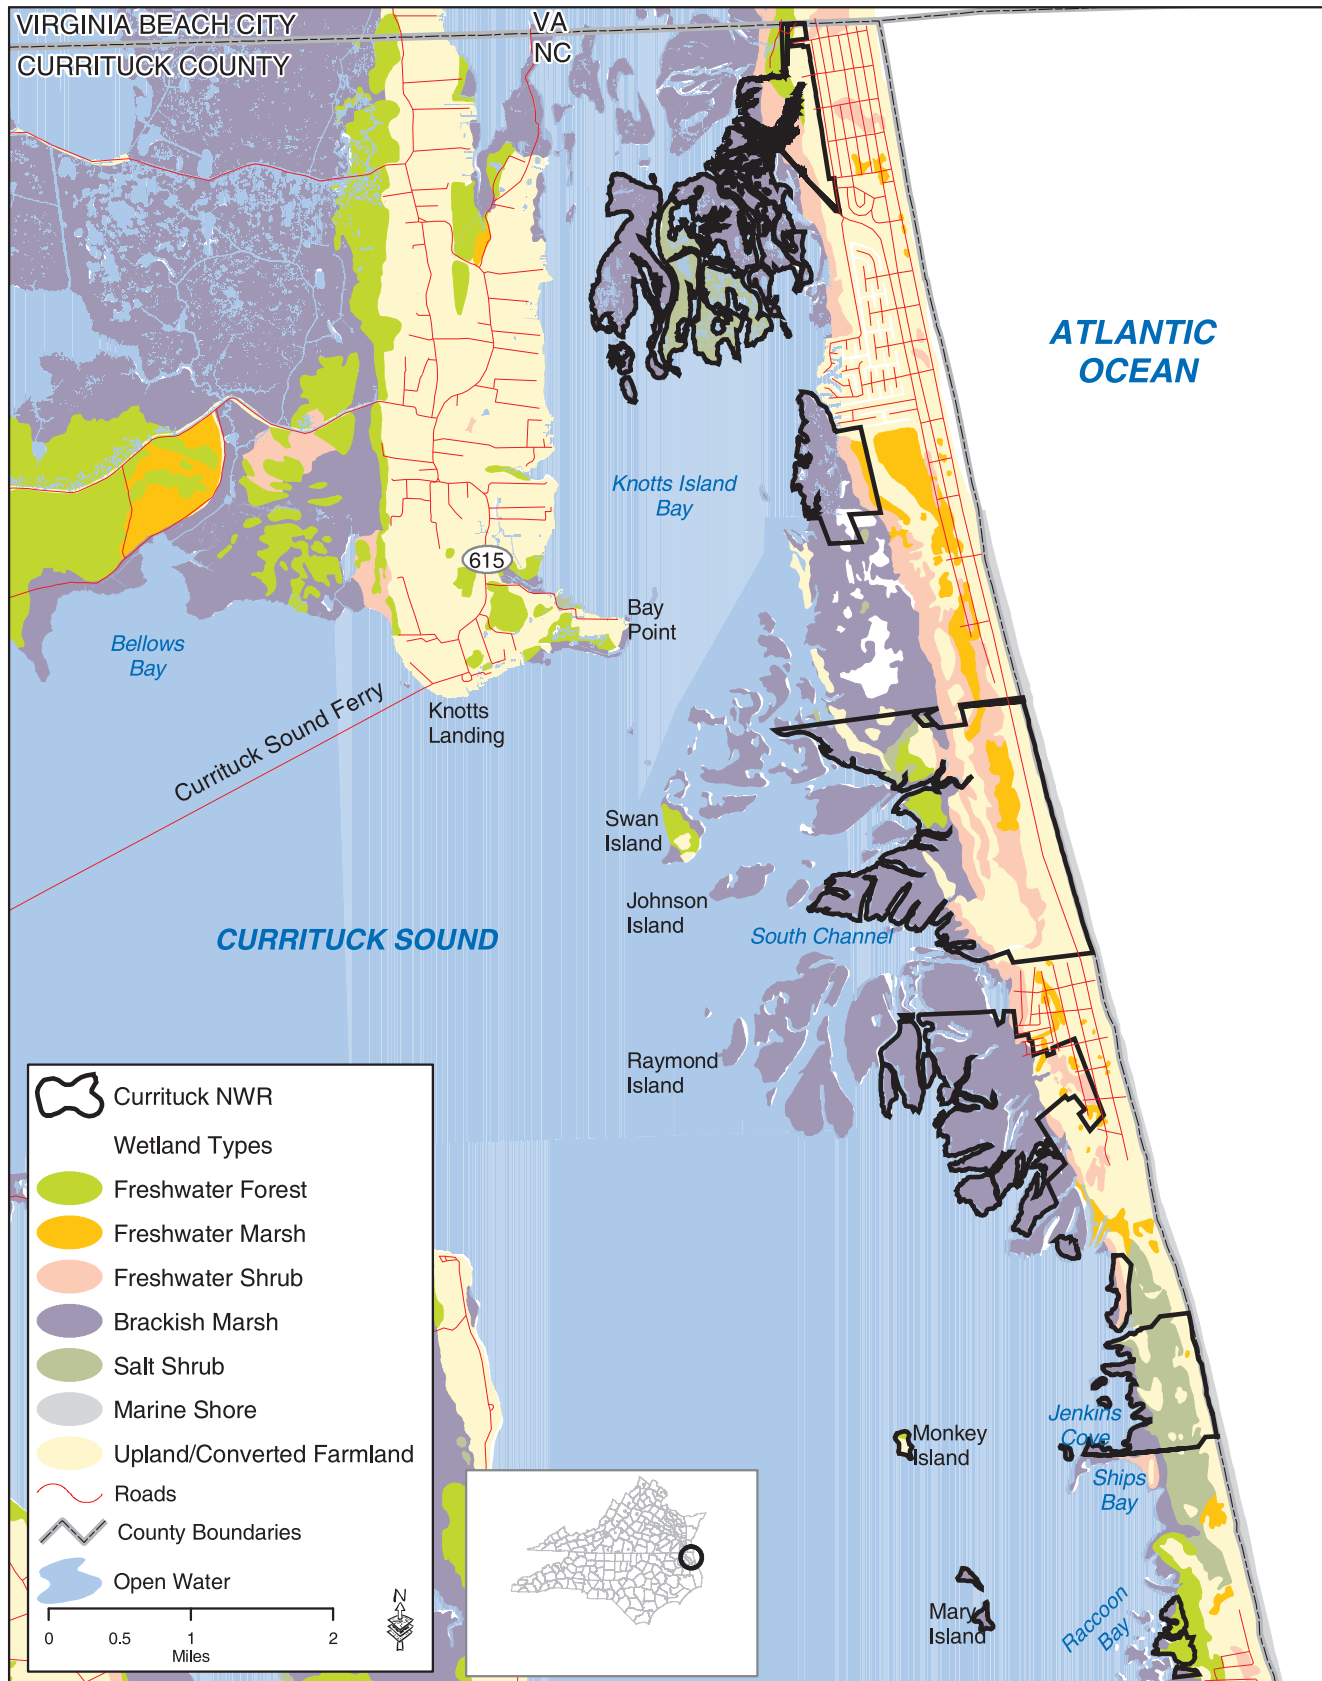 VIRGINIA BEACH CITY
VA
CURRITUCK COUNTY
NC
ATLANTIC
OCEAN
Knotts Island
Bay
615
Bay
Point
Bellows
Bay
Currituck Sound Ferry
Knotts
Landing
Swan
Island
Johnson
Island
South Channel
CURRITUCK SOUND
Raymond
Island
Currituck NWR
Wetland Types
Freshwater Forest
Freshwater Marsh
Freshwater Shrub
Brackish Marsh
Salt Shrub
Marine Shore
Upland/Converted Farmland
Roads
County Boundaries
Open Water
N
0 0.5 1 2
Miles
Jenkins
Cove
Monkey
Island
Ships
Bay
Mary
Island
Raccoon
Bay